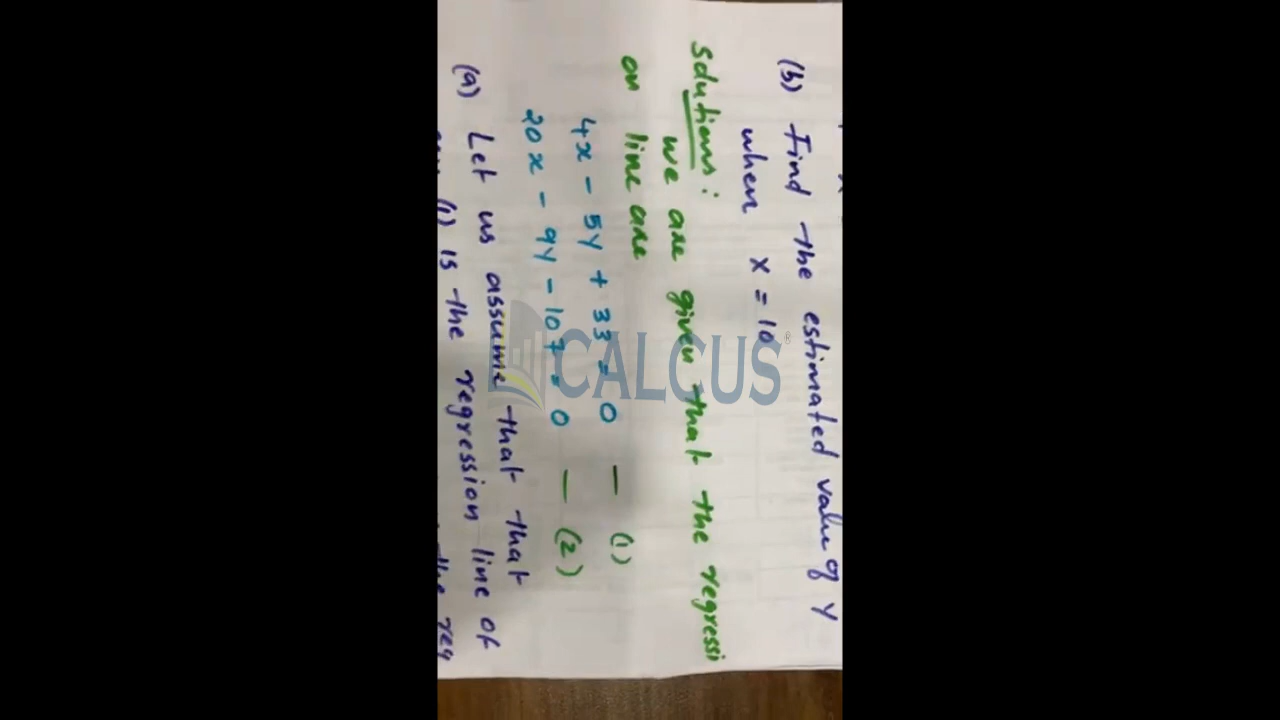 (b) Find the estimated value of Y
when X = 10
Solutions:
we are given that the regressi
on line are
4x - 5y + 33 = 0 — (1)
20x - 9y - 107 = 0 — (2)
(a) Let us assume that that
(1) is the regression line of
CALCUS